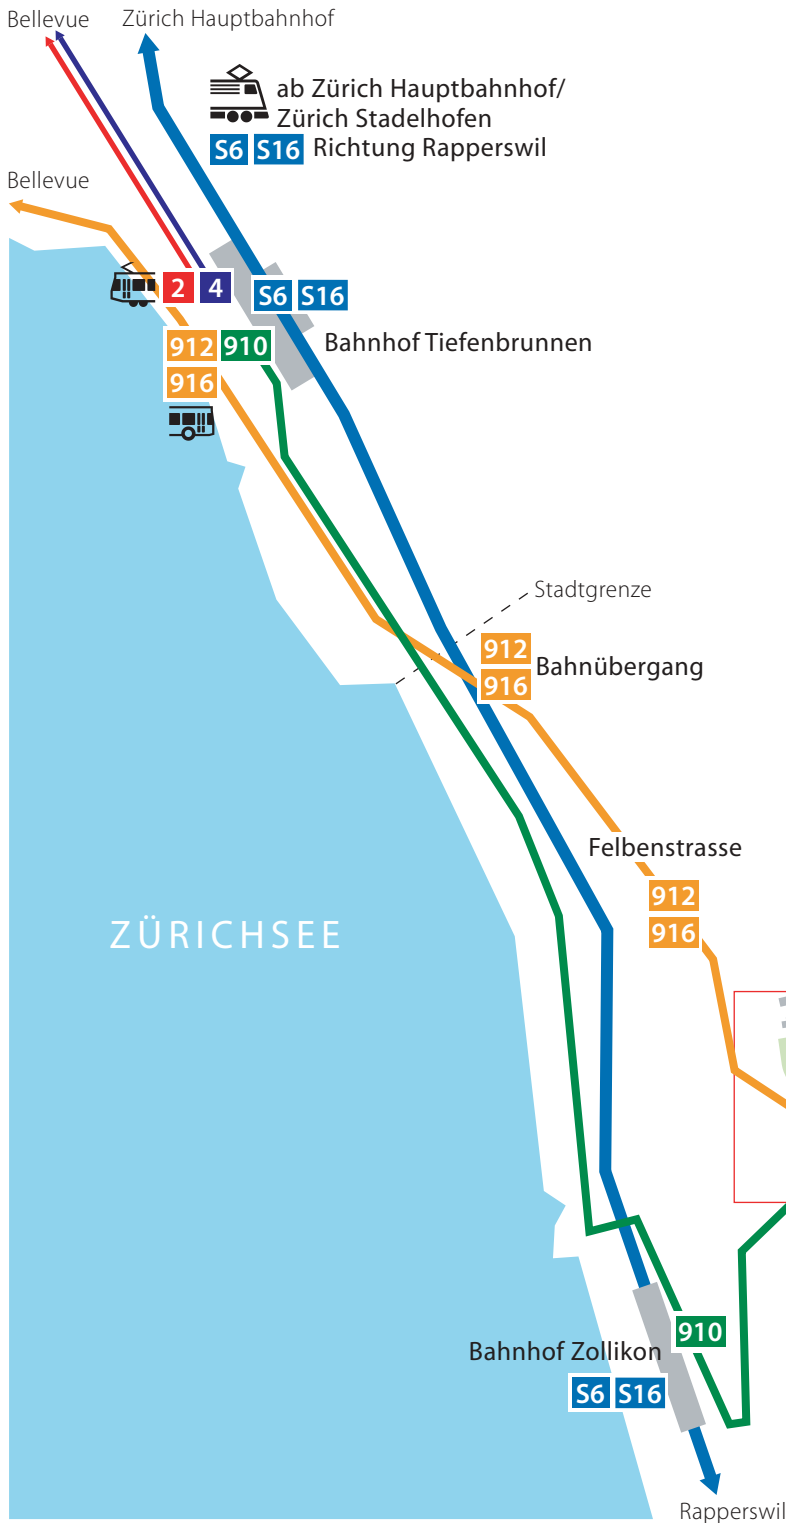 Bellevue
Zürich Hauptbahnhof
ab Zürich Hauptbahnhof/
Zürich Stadelhofen
S6 S16 Richtung Rapperswil
Bellevue
2 4
S6 S16
912 910
Bahnhof Tiefenbrunnen
916
Stadtgrenze
912
Bahnübergang
916
Felbenstrasse
912
916
ZÜRICHSEE
910
Bahnhof Zollikon
S6 S16
Rapperswil